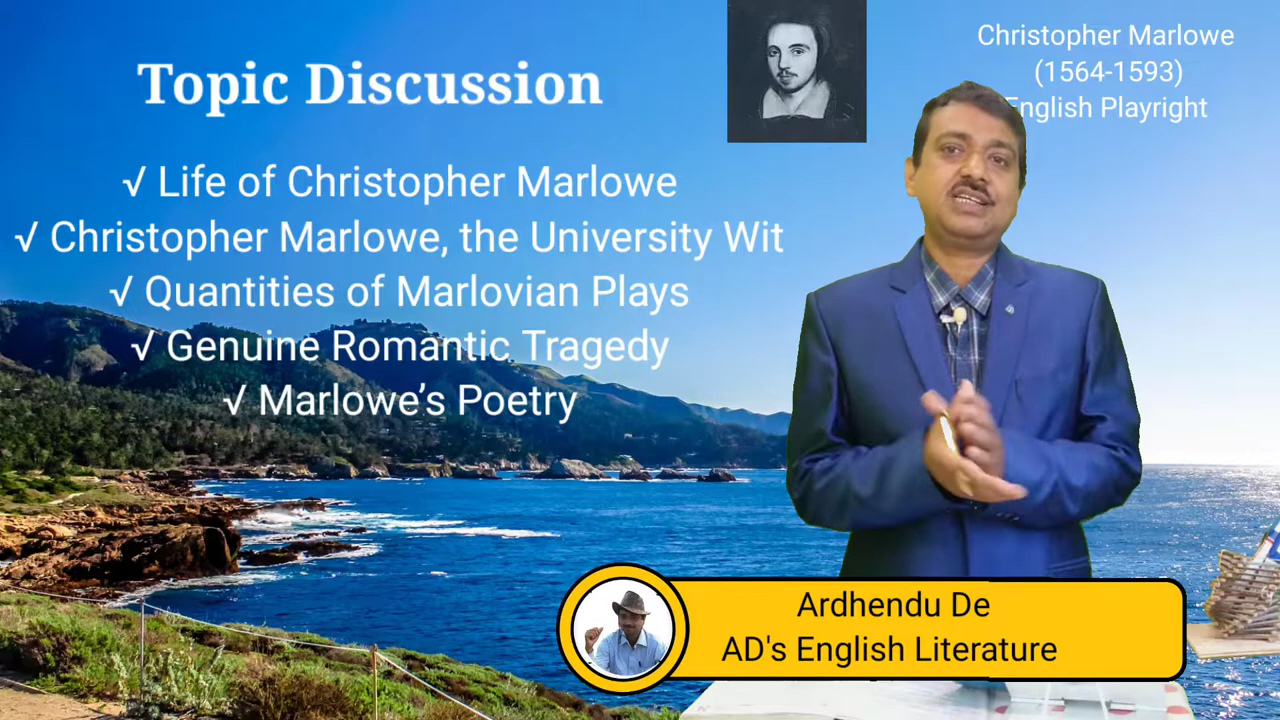 Topic Discussion
√ Life of Christopher Marlowe
√ Christopher Marlowe, the University Wit
√ Quantities of Marlovian Plays
√ Genuine Romantic Tragedy
√ Marlowe’s Poetry
Christopher Marlowe
(1564-1593)
English Playright
Ardhendu De
AD's English Literature